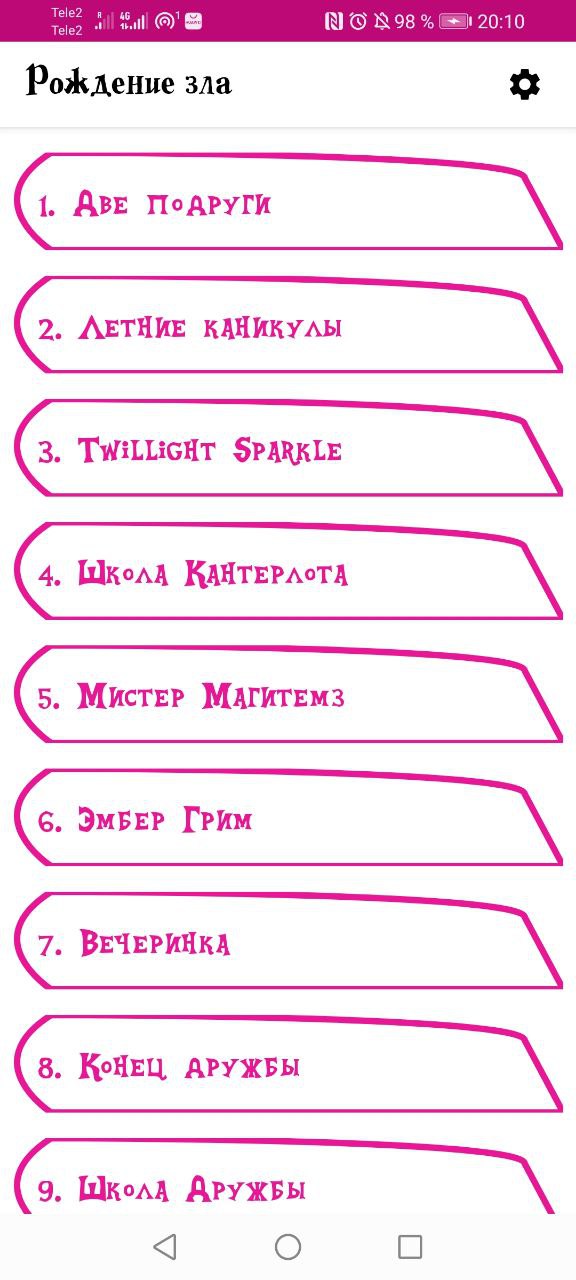 Tele2
Tele2
R
4G
1
98 %
20:10
Рождение зла
1. Две подруги
2. Летние каникулы
3. Twillight Sparkle
4. Школа Кантерлота
5. Мистер Магитемз
6. Эмбер Грим
7. Вечеринка
8. Конец дружбы
9. Школа Дружбы